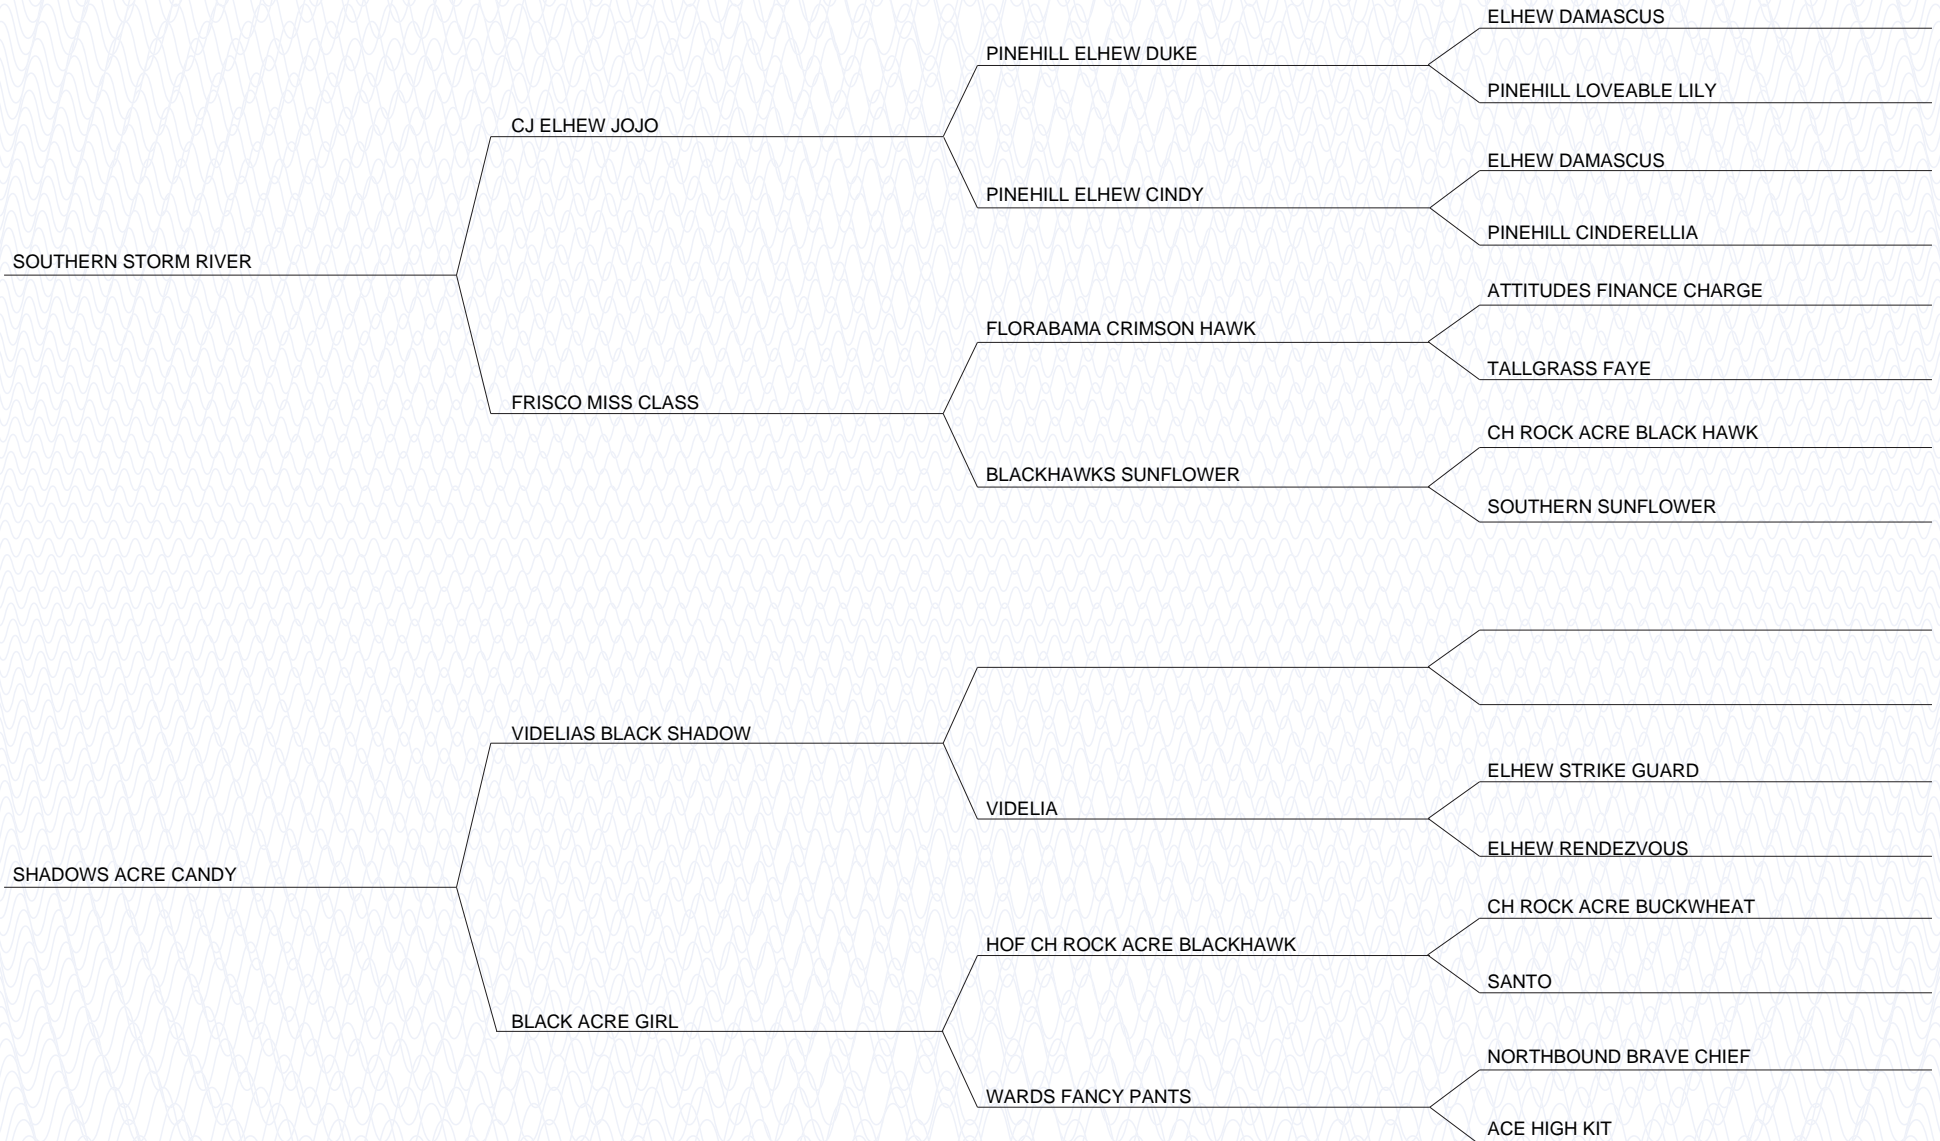 ELHEW DAMASCUS
PINEHILL ELHEW DUKE
PINEHILL LOVEABLE LILY
CJ ELHEW JOJO
ELHEW DAMASCUS
PINEHILL ELHEW CINDY
PINEHILL CINDERELLIA
SOUTHERN STORM RIVER
ATTITUDES FINANCE CHARGE
FLORABAMA CRIMSON HAWK
TALLGRASS FAYE
FRISCO MISS CLASS
CH ROCK ACRE BLACK HAWK
BLACKHAWKS SUNFLOWER
SOUTHERN SUNFLOWER
VIDELIAS BLACK SHADOW
ELHEW STRIKE GUARD
VIDELIA
ELHEW RENDEZVOUS
SHADOWS ACRE CANDY
CH ROCK ACRE BUCKWHEAT
HOF CH ROCK ACRE BLACKHAWK
SANTO
BLACK ACRE GIRL
NORTHBOUND BRAVE CHIEF
WARDS FANCY PANTS
ACE HIGH KIT